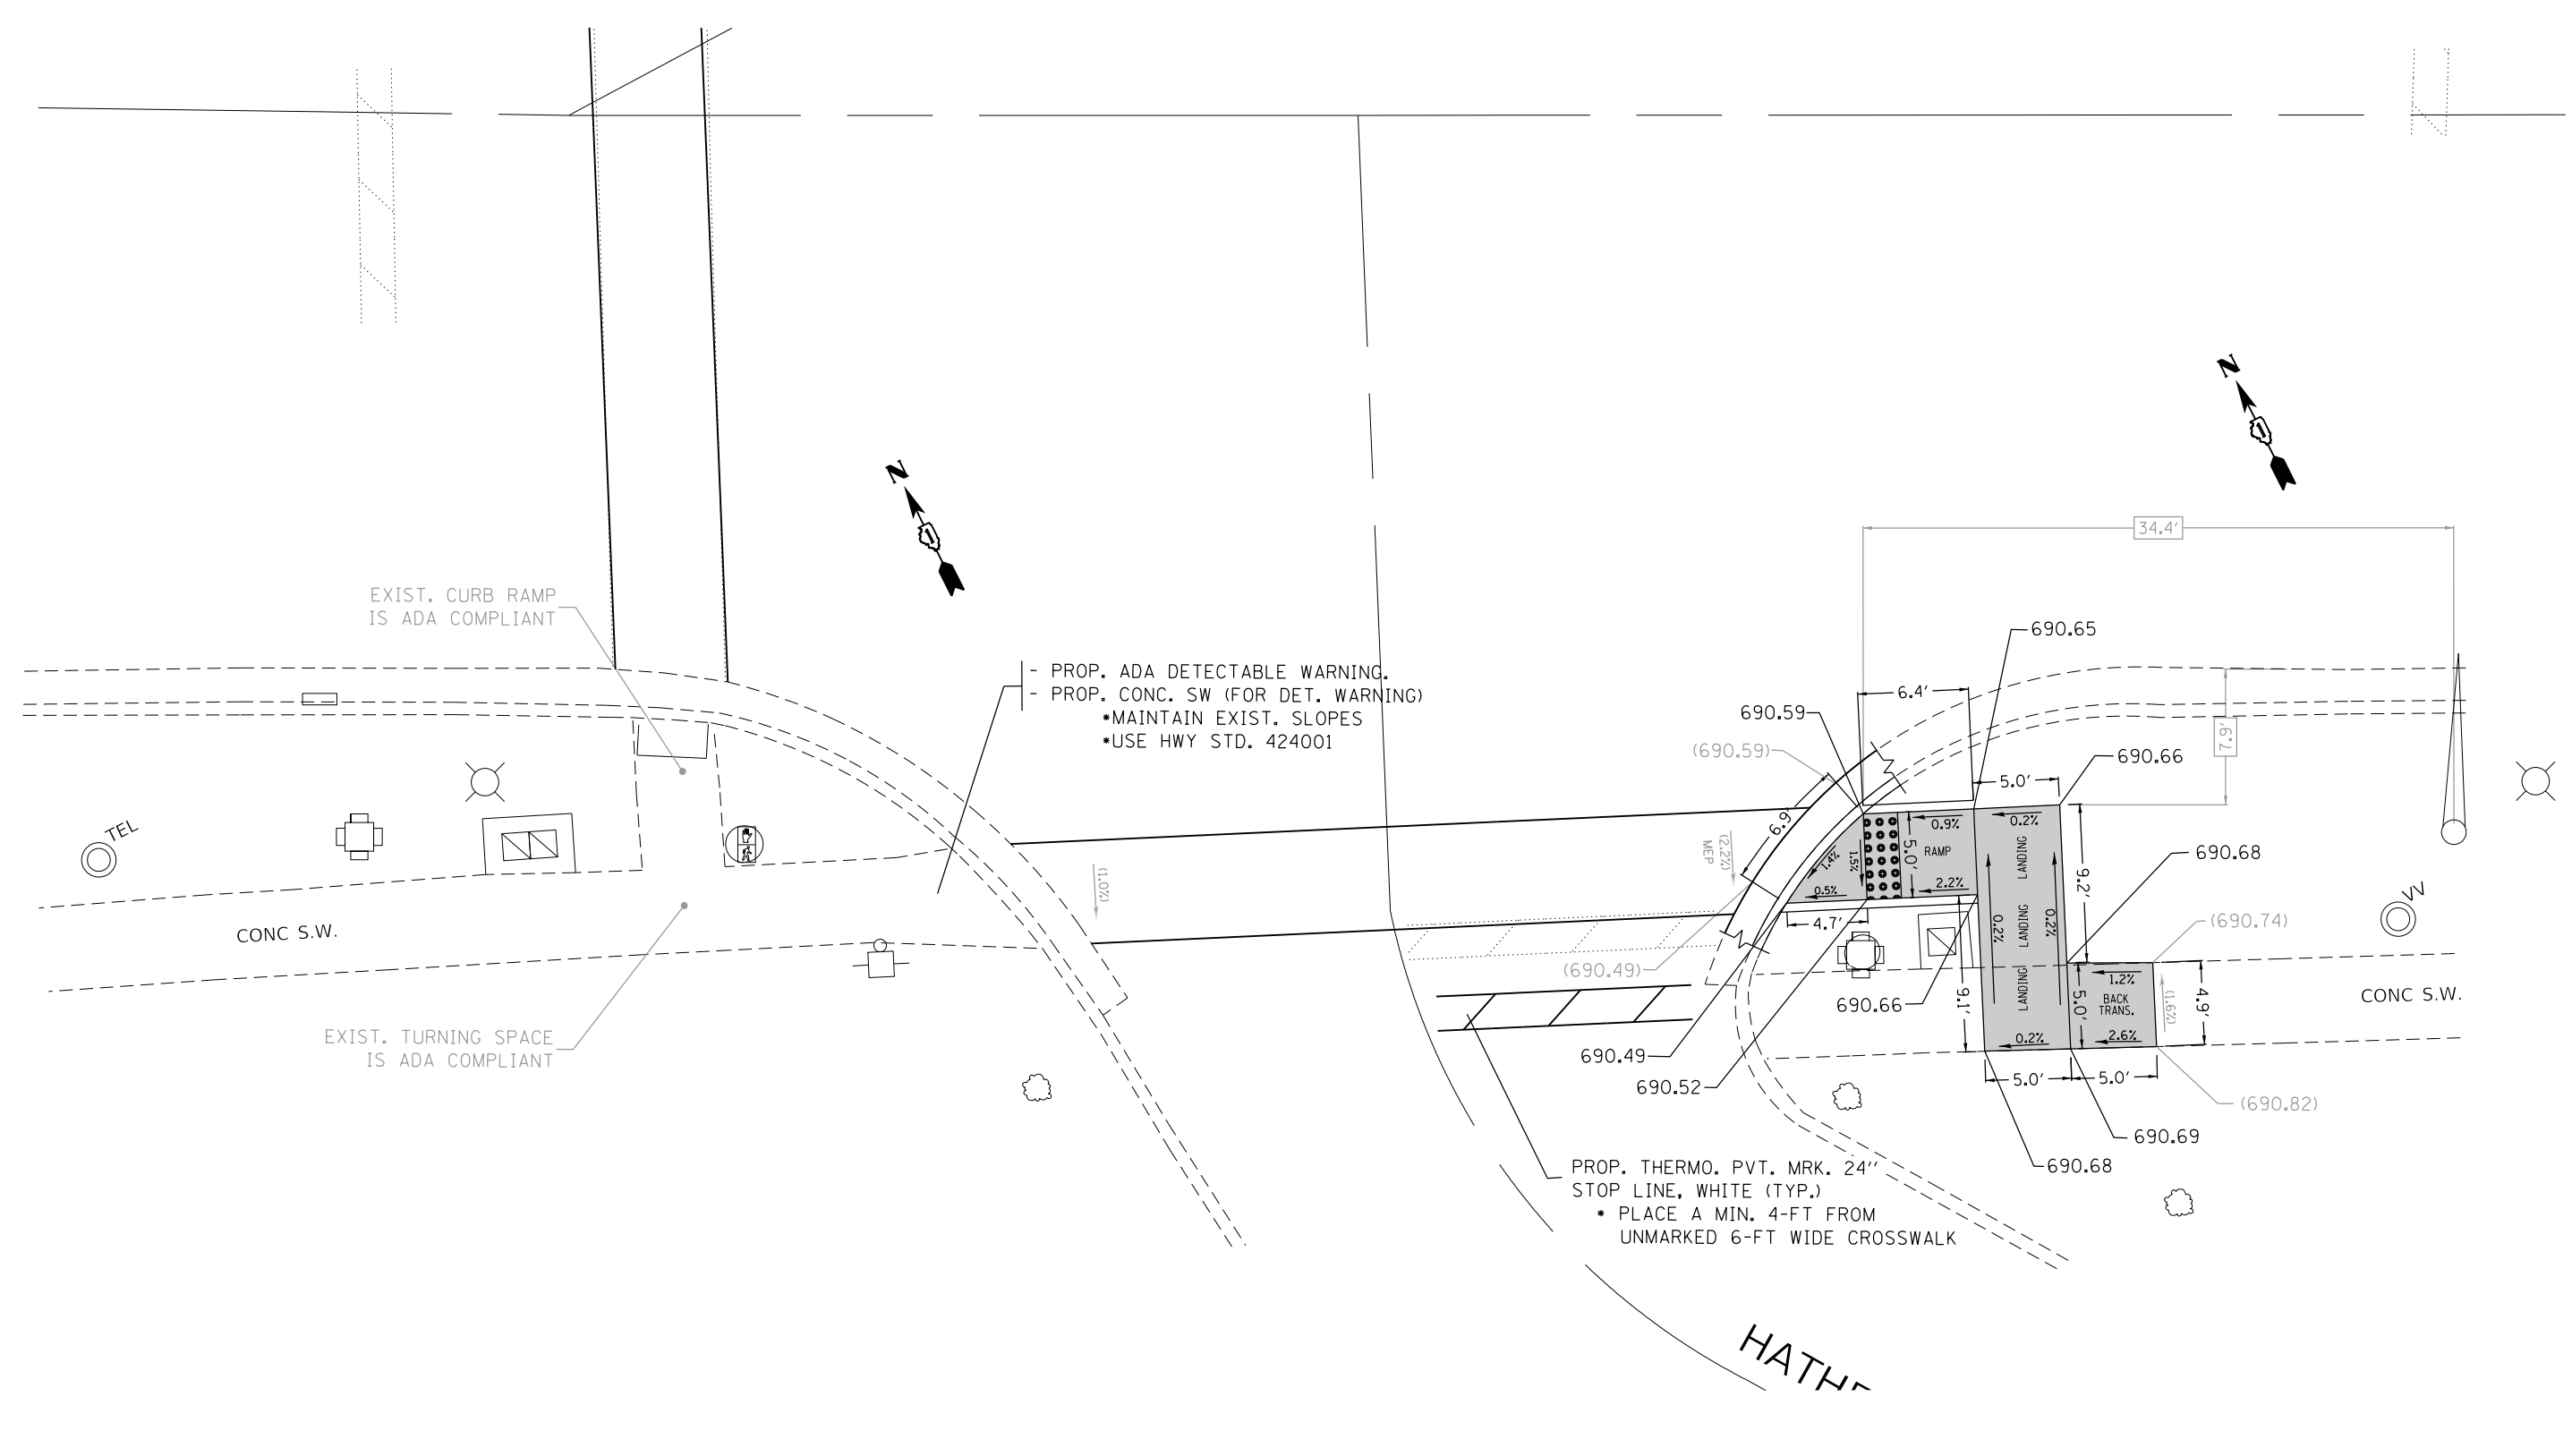 N
N
34.4'
EXIST. CURB RAMP
IS ADA COMPLIANT
690.65
- PROP. ADA DETECTABLE WARNING.
- PROP. CONC. SW (FOR DET. WARNING)
*MAINTAIN EXIST. SLOPES
*USE HWY STD. 424001
6.4'
690.59
(690.59)
7.9'
690.66
5.0'
TEL
6.9'
0.9%
0.2%
RAMP
5.0'
1.4%
1.5%
(2.2%)
MEP
690.68
LANDING
9.2'
(1.0%)
0.5%
2.2%
W
CONC S.W.
4.7'
0.2%
LANDING
0.2%
(690.74)
(690.49)
1.2%
BACK
TRANS.
2.6%
LANDING
5.0'
(1.6%)
4.9'
CONC S.W.
690.66
9.1'
0.2%
EXIST. TURNING SPACE
IS ADA COMPLIANT
690.49
690.52
5.0'
5.0'
(690.82)
690.69
690.68
PROP. THERMO. PVT. MRK. 24''
STOP LINE, WHITE (TYP.)
* PLACE A MIN. 4-FT FROM
UNMARKED 6-FT WIDE CROSSWALK